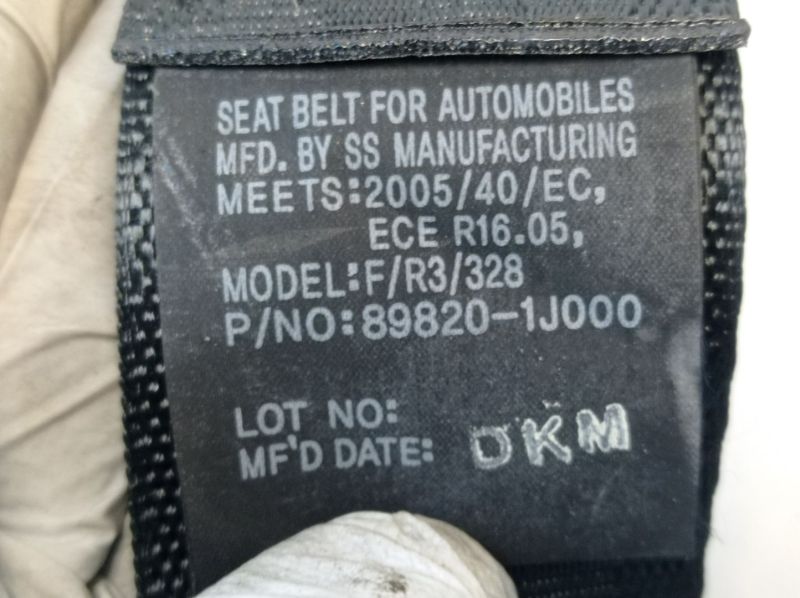 SEAT BELT FOR AUTOMOBILES
MFD. BY SS MANUFACTURING
MEETS:2005/40/EC,
ECE R16.05,
MODEL:F/R3/328
P/NO:89820-1J000
LOT NO:
MF'D DATE: DKM